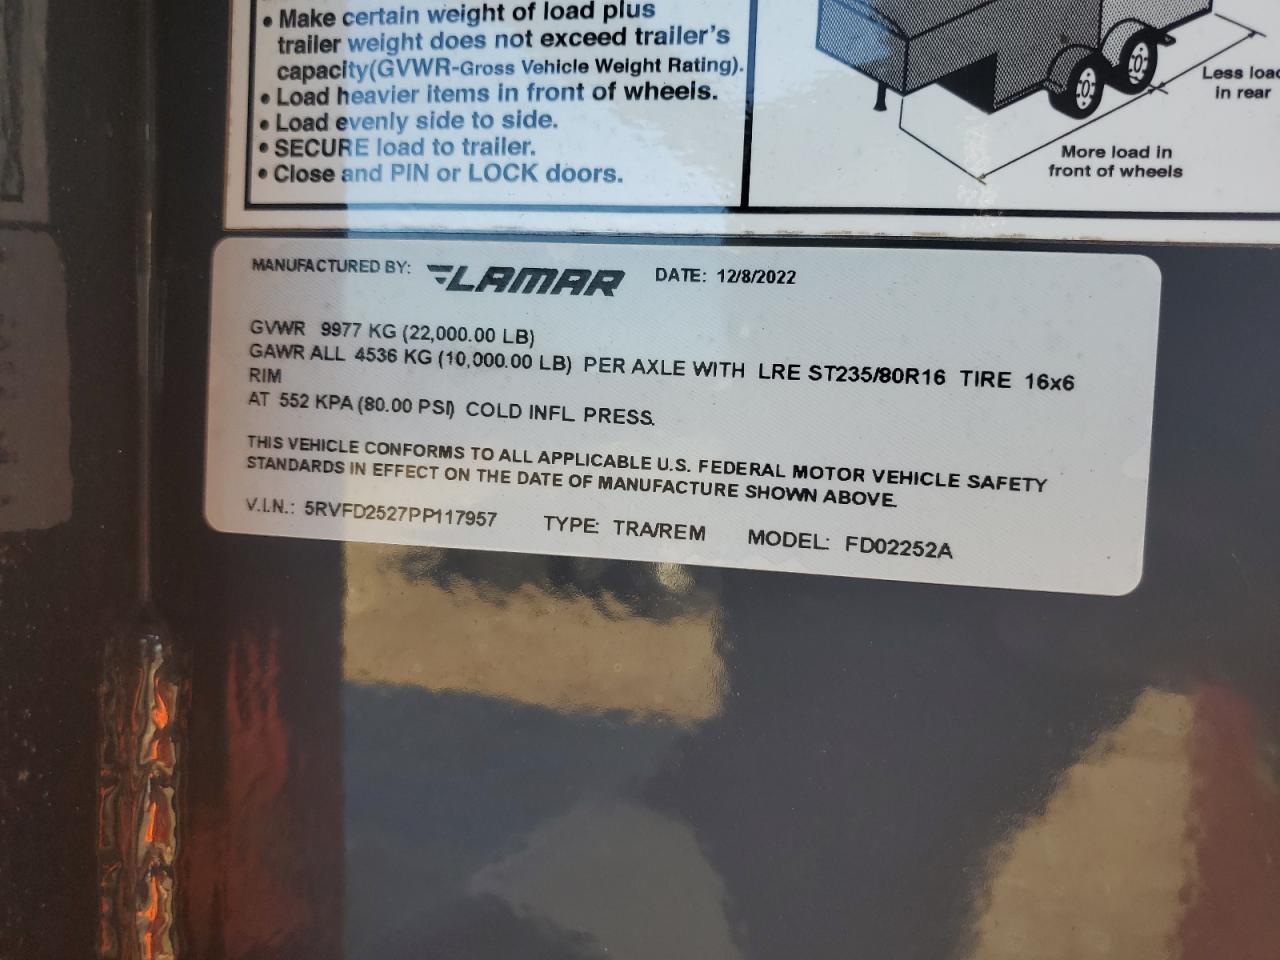 • Make certain weight of load plus
trailer weight does not exceed trailer's
capacity(GVWR-Gross Vehicle Weight Rating).
• Load heavier items in front of wheels.
• Load evenly side to side.
• SECURE load to trailer.
• Close and PIN or LOCK doors.
Less load
in rear
More load in
front of wheels
MANUFACTURED BY: LAMAR DATE: 12/8/2022
GVWR 9977 KG (22,000.00 LB)
GAWR ALL 4536 KG (10,000.00 LB) PER AXLE WITH LRE ST235/80R16 TIRE 16x6
RIM
AT 552 KPA (80.00 PSI) COLD INFL PRESS.
THIS VEHICLE CONFORMS TO ALL APPLICABLE U.S. FEDERAL MOTOR VEHICLE SAFETY
STANDARDS IN EFFECT ON THE DATE OF MANUFACTURE SHOWN ABOVE.
V.I.N.: 5RVFD2527PP117957 TYPE: TRA/REM MODEL: FD02252A